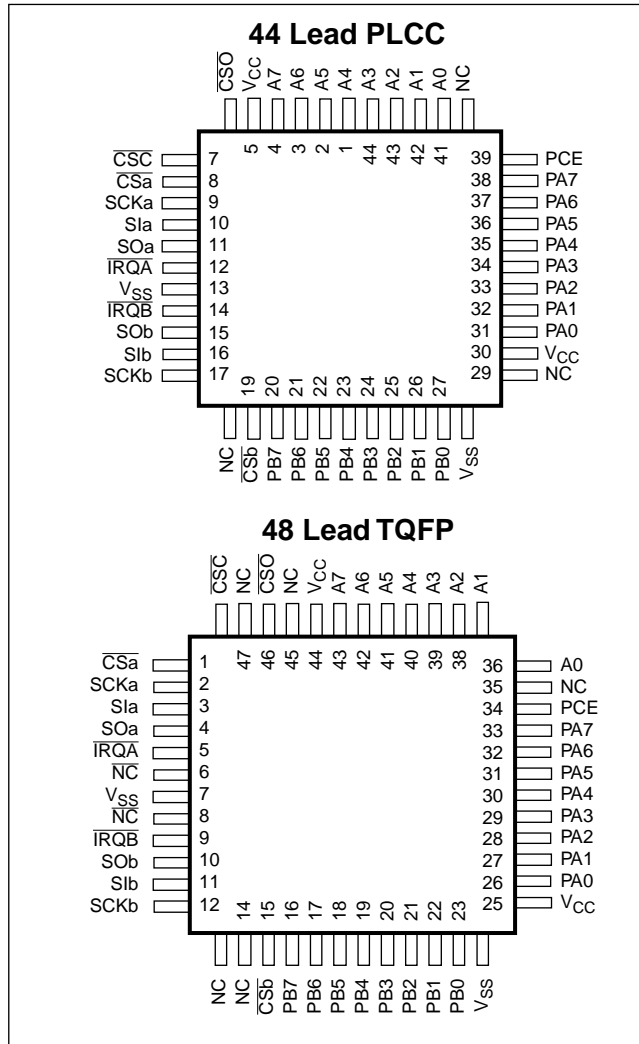 44 Lead PLCC
CSO VCC A7 A6 A5 A4 A3 A2 A1 A0 NC
5 4 3 2 1 44 43 42 41
CSC 7 39 PCE
CSa 8 38 PA7
SCKa 9 37 PA6
SIa 10 36 PA5
SOa 11 35 PA4
IRQA 12 34 PA3
VSS 13 33 PA2
IRQB 14 32 PA1
SOb 15 31 PA0
SIb 16 30 VCC
SCKb 17 29 NC
19 20 21 22 23 24 25 26 27
NC CSb PB7 PB6 PB5 PB4 PB3 PB2 PB1 PB0 VSS
48 Lead TQFP
CSC NC CSO NC VCC A7 A6 A5 A4 A3 A2 A1
47 46 45 44 43 42 41 40 39 38
CSa 1 36 A0
SCKa 2 35 NC
SIa 3 34 PCE
SOa 4 33 PA7
IRQA 5 32 PA6
NC 6 31 PA5
VSS 7 30 PA4
NC 8 29 PA3
IRQB 9 28 PA2
SOb 10 27 PA1
SIb 11 26 PA0
SCKb 12 25 VCC
14 15 16 17 18 19 20 21 22 23
NC NC CSb PB7 PB6 PB5 PB4 PB3 PB2 PB1 PB0 VSS